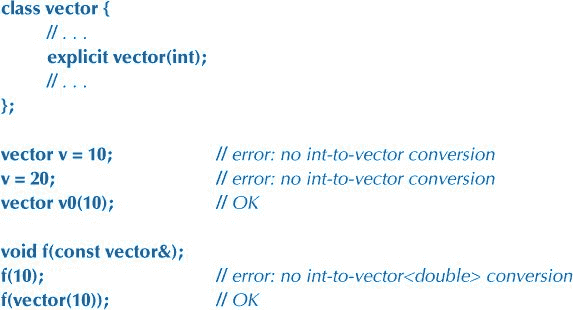 class vector {
// . . .
explicit vector(int);
// . . .
};
vector v = 10; // error: no int-to-vector conversion
v = 20; // error: no int-to-vector conversion
vector v0(10); // OK
void f(const vector&);
f(10); // error: no int-to-vector<double> conversion
f(vector(10)); // OK